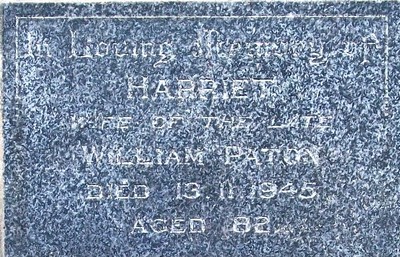 In Loving Memory of
HARRIET
WIFE OF THE LATE
WILLIAM PATON
DIED 13.11.1945
AGED 82